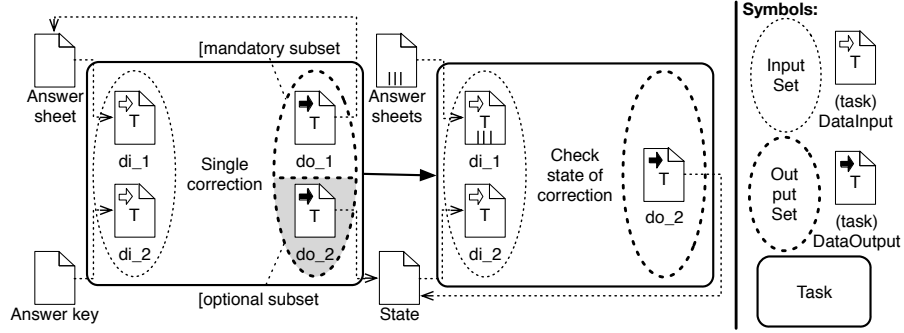 [mandatory subset
Answer
sheet
T
di_1
T
di_2
Single
correction
T
do_1
T
do_2
Answer key
[optional subset
Answer
sheets
T
di_1
T
di_2
Check
state of
correction
T
do_2
State
Symbols:
Input
Set
T
(task)
DataInput
Out
put
Set
T
(task)
DataOutput
Task